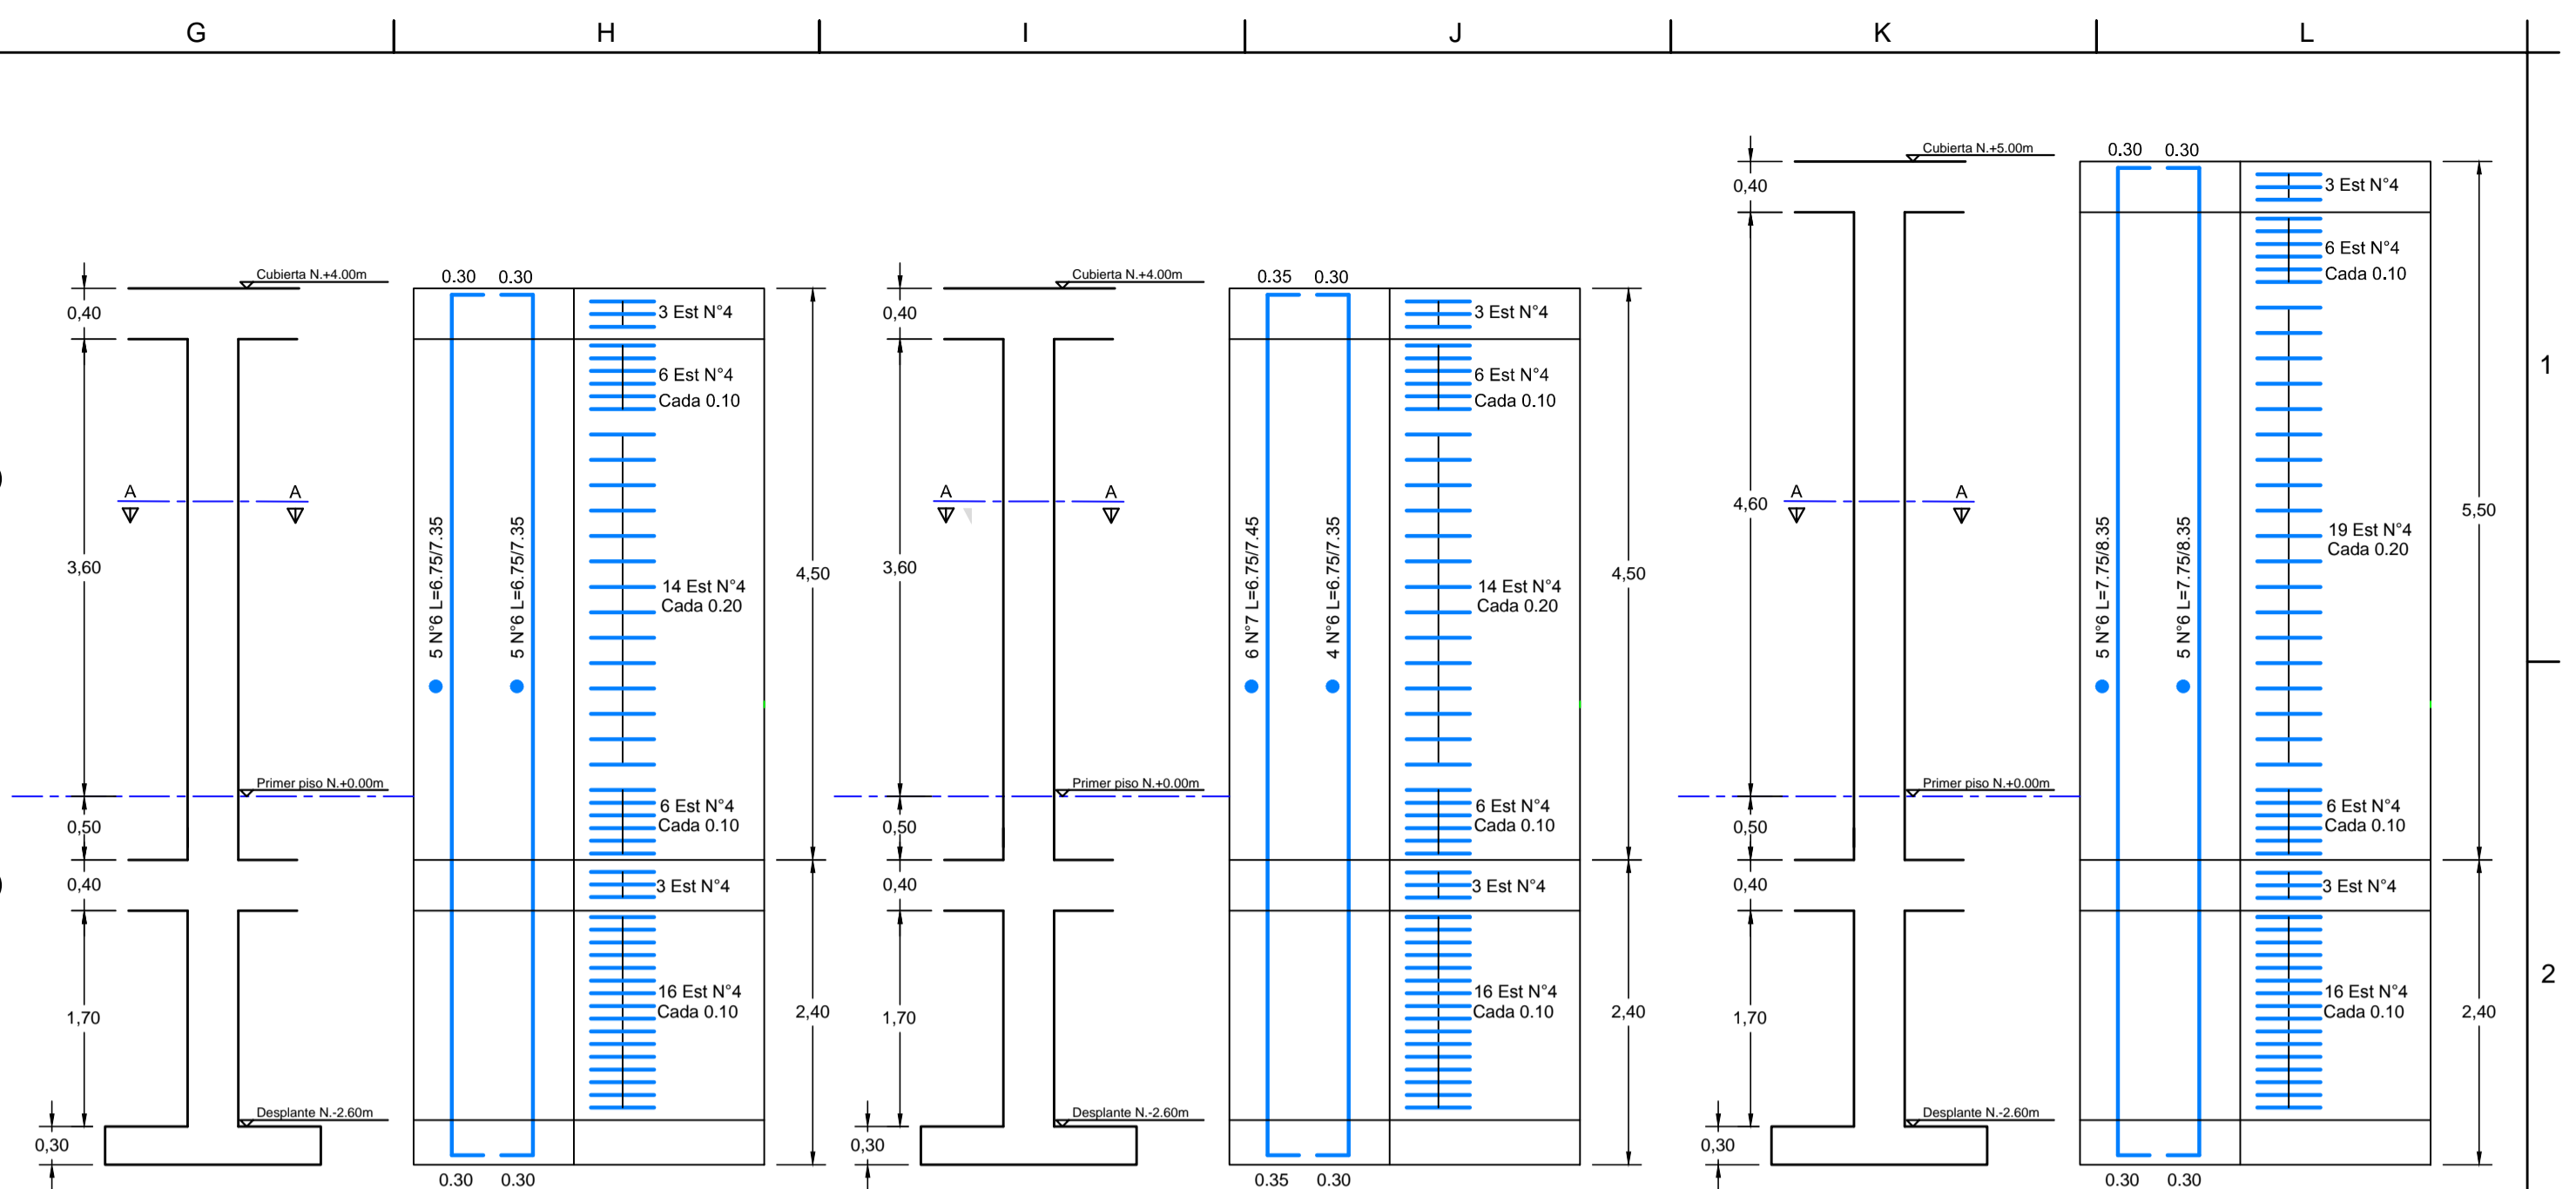 G
H
I
J
K
L
1
2
Cubierta N.+4.00m
0,40
3,60
A
A
Primer piso N.+0.00m
0,50
0,40
1,70
Desplante N.-2.60m
0,30
0.30 0.30
5 N°6 L=6.75/7.35
5 N°6 L=6.75/7.35
0.30 0.30
3 Est N°4
6 Est N°4
Cada 0.10
14 Est N°4
Cada 0.20
6 Est N°4
Cada 0.10
3 Est N°4
16 Est N°4
Cada 0.10
4,50
2,40
Cubierta N.+4.00m
0,40
3,60
A
A
Primer piso N.+0.00m
0,50
0,40
1,70
Desplante N.-2.60m
0,30
0.35 0.30
6 N°7 L=6.75/7.45
4 N°6 L=6.75/7.35
0.35 0.30
3 Est N°4
6 Est N°4
Cada 0.10
14 Est N°4
Cada 0.20
6 Est N°4
Cada 0.10
3 Est N°4
16 Est N°4
Cada 0.10
4,50
2,40
Cubierta N.+5.00m
0,40
4,60
A
A
Primer piso N.+0.00m
0,50
0,40
1,70
Desplante N.-2.60m
0,30
0.30 0.30
5 N°6 L=7.75/8.35
5 N°6 L=7.75/8.35
0.30 0.30
3 Est N°4
6 Est N°4
Cada 0.10
19 Est N°4
Cada 0.20
6 Est N°4
Cada 0.10
3 Est N°4
16 Est N°4
Cada 0.10
5,50
2,40